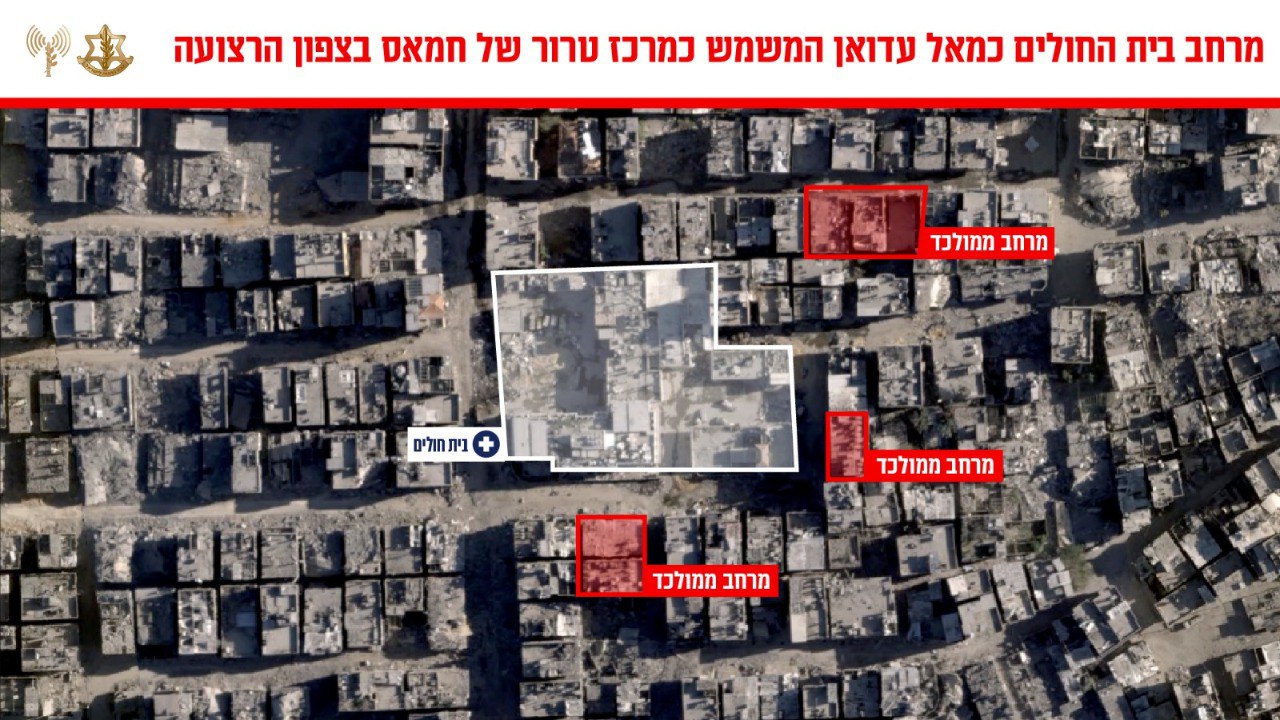 מרחב בית החולים כמאל עדואן המשמש כמרכז טרור של חמאס בצפון הרצועה
מרחב ממולכד
בית חולים
מרחב ממולכד
מרחב ממולכד